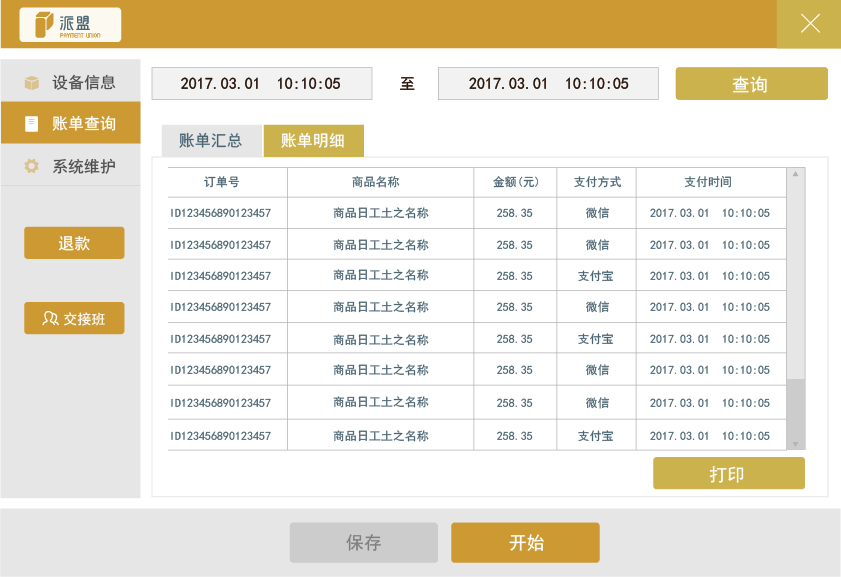 派盟
PAYMENT UNION
设备信息
账单查询
系统维护
退款
交接班
2017.03.01 10:10:05 至 2017.03.01 10:10:05 查询
账单汇总 账单明细
订单号 商品名称 金额(元) 支付方式 支付时间
ID123456890123457 商品日工土之名称 258.35 微信 2017.03.01 10:10:05
ID123456890123457 商品日工土之名称 258.35 微信 2017.03.01 10:10:05
ID123456890123457 商品日工土之名称 258.35 支付宝 2017.03.01 10:10:05
ID123456890123457 商品日工土之名称 258.35 微信 2017.03.01 10:10:05
ID123456890123457 商品日工土之名称 258.35 支付宝 2017.03.01 10:10:05
ID123456890123457 商品日工土之名称 258.35 微信 2017.03.01 10:10:05
ID123456890123457 商品日工土之名称 258.35 微信 2017.03.01 10:10:05
ID123456890123457 商品日工土之名称 258.35 支付宝 2017.03.01 10:10:05
打印
保存 开始